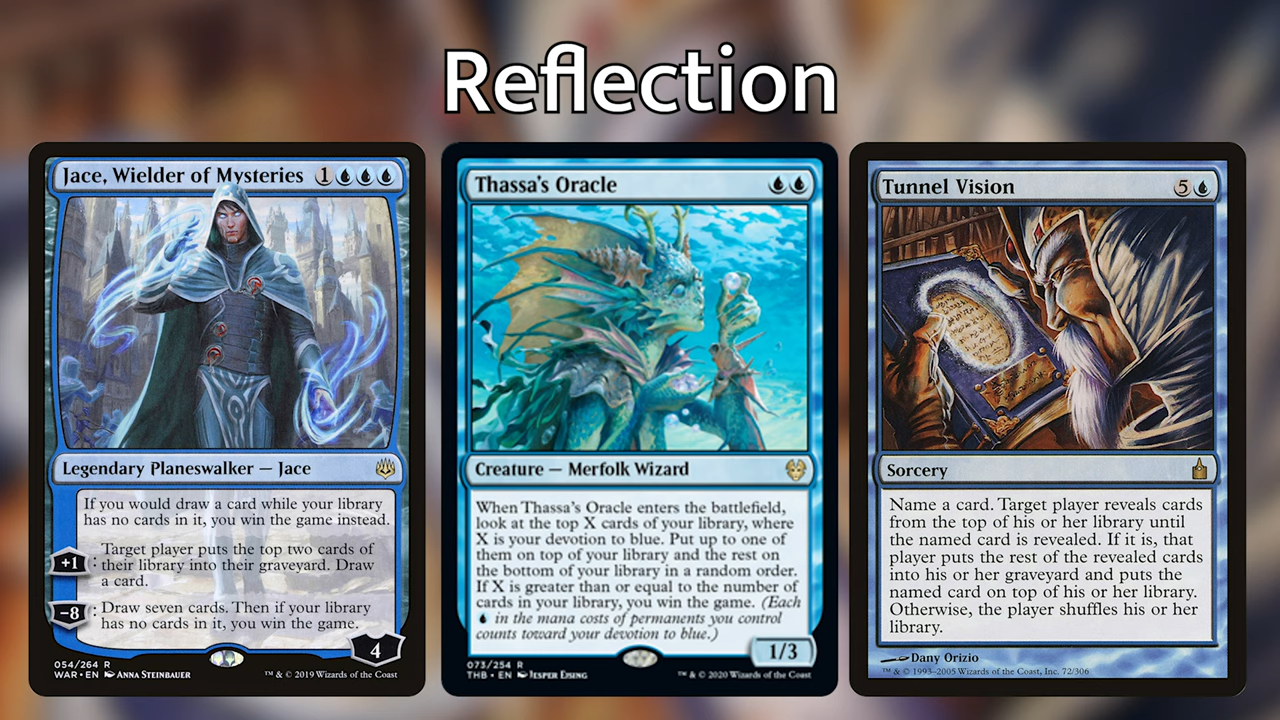 Reflection
Jace, Wielder of Mysteries 1
Legendary Planeswalker — Jace
If you would draw a card while your library
has no cards in it, you win the game instead.
+1: Target player puts the top two cards of
their library into their graveyard. Draw
a card.
-8: Draw seven cards. Then if your library
has no cards in it, you win the game.
4
054/264 R
WAR • EN Anna Steinbauer
™ & © 2019 Wizards of the Coast
Thassa's Oracle
Creature — Merfolk Wizard
When Thassa's Oracle enters the battlefield,
look at the top X cards of your library, where
X is your devotion to blue. Put up to one of
them on top of your library and the rest on
the bottom of your library in a random order.
If X is greater than or equal to the number of
cards in your library, you win the game. (Each
in the mana costs of permanents you control
counts toward your devotion to blue.)
1/3
073/254 R
THB • EN Jesper Eising
™ & © 2020 Wizards of the Coast
Tunnel Vision 5
Sorcery
Name a card. Target player reveals cards
from the top of his or her library until
the named card is revealed. If it is, that
player puts the rest of the revealed cards
into his or her graveyard and puts the
named card on top of his or her library.
Otherwise, the player shuffles his or her
library.
Dany Orizio
™ & © 1993–2005 Wizards of the Coast, Inc. 72/306